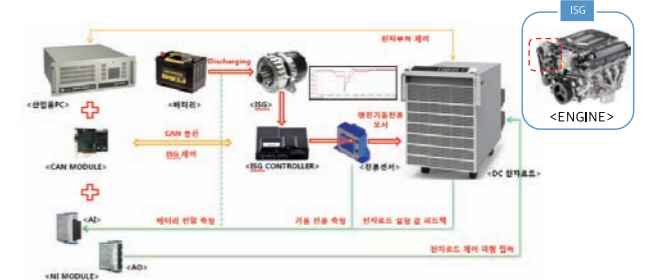 ISG
전자부하 제어
Discharging
<산업용PC>
<배터리>
<ISG>
엔진기동전류
모사
<ENGINE>
CAN 통신
ISG 제어
<CAN MODULE>
<ISG CONTROLLER>
<전류센서>
<DC 전자로드>
<AI>
배터리 전압 측정
기동 전류 측정
전자로드 설정 값 피드백
<AO>
전자로드 제어 파형 입력
<NI MODULE>